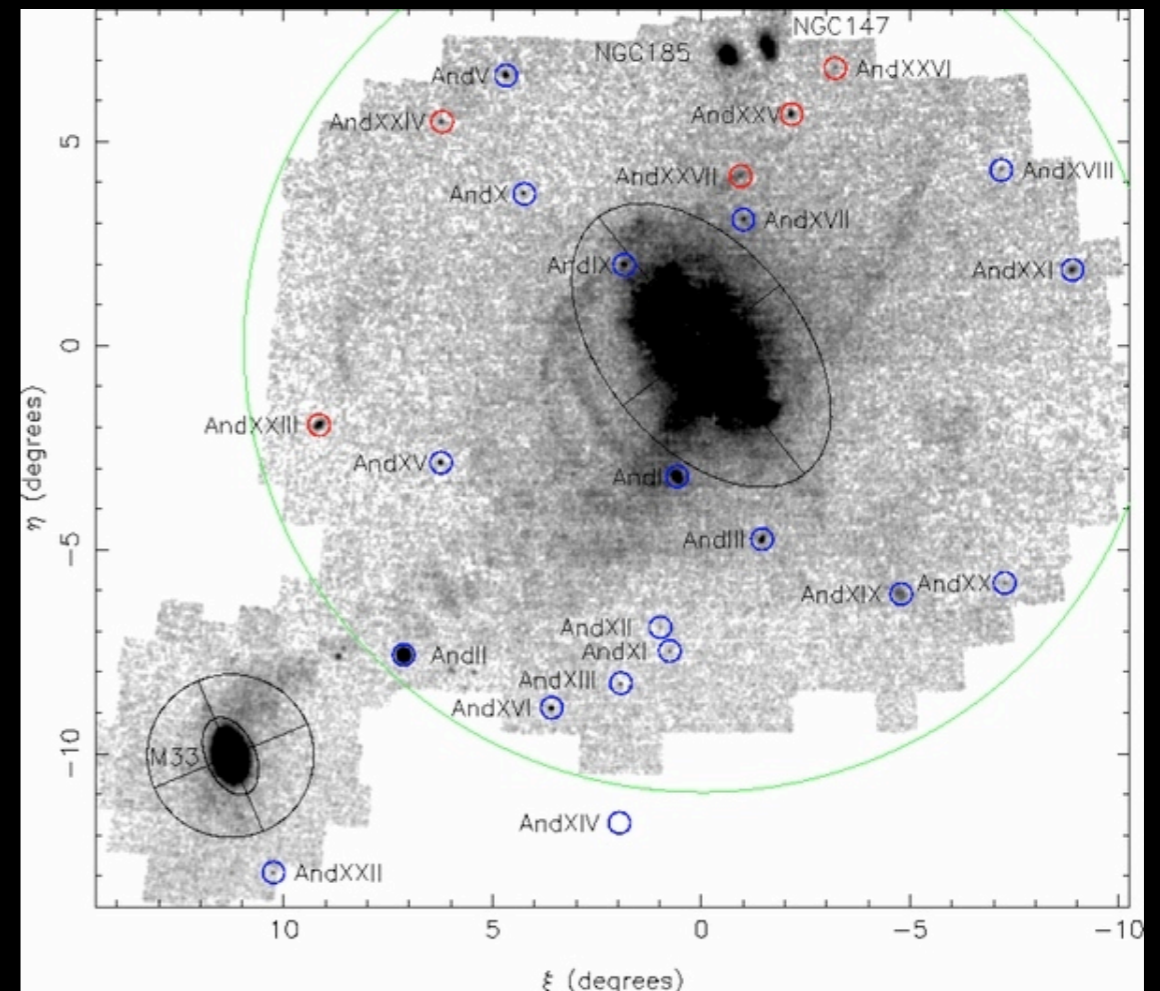 NGC147
NGC185
AndV
AndXXVI
AndXXIV
AndXXV
5
AndXXVII
AndXVIII
AndX
AndXVII
AndIX
AndXXI
0
η (degrees)
AndXXIII
AndXV
AndI
AndIII
−5
AndXIX
AndXX
AndXII
AndXI
AndII
AndXIII
AndXVI
−10
M33
AndXIV
AndXXII
10 5 0 −5 −10
ξ (degrees)